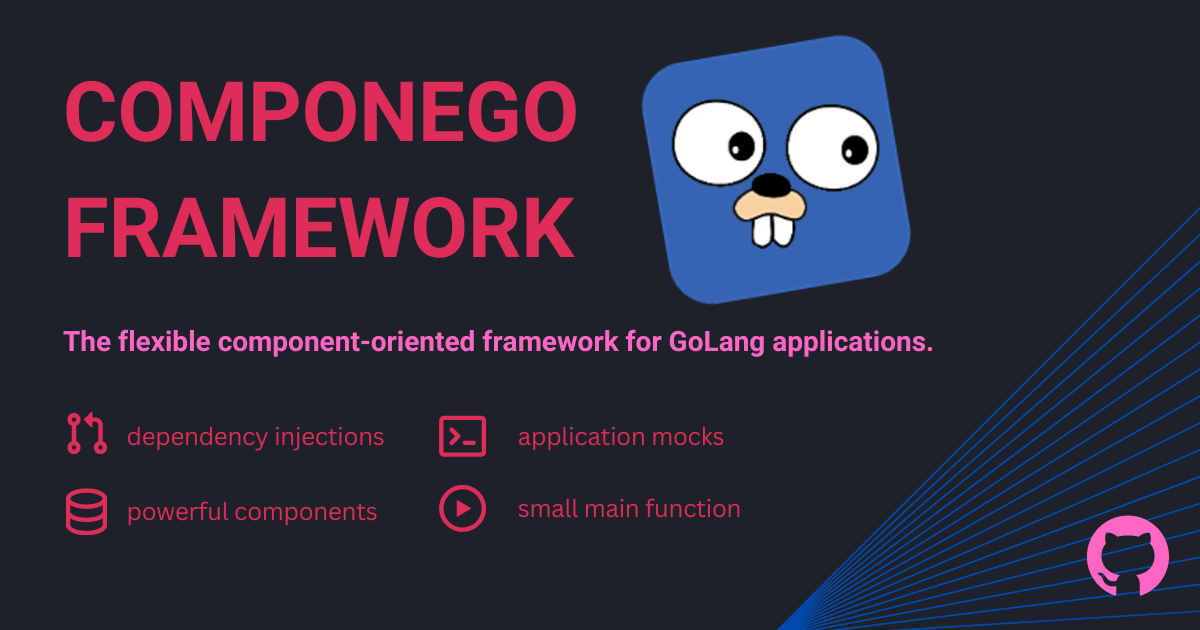 COMPONEGO
FRAMEWORK
The flexible component-oriented framework for GoLang applications.
dependency injections
application mocks
powerful components
small main function